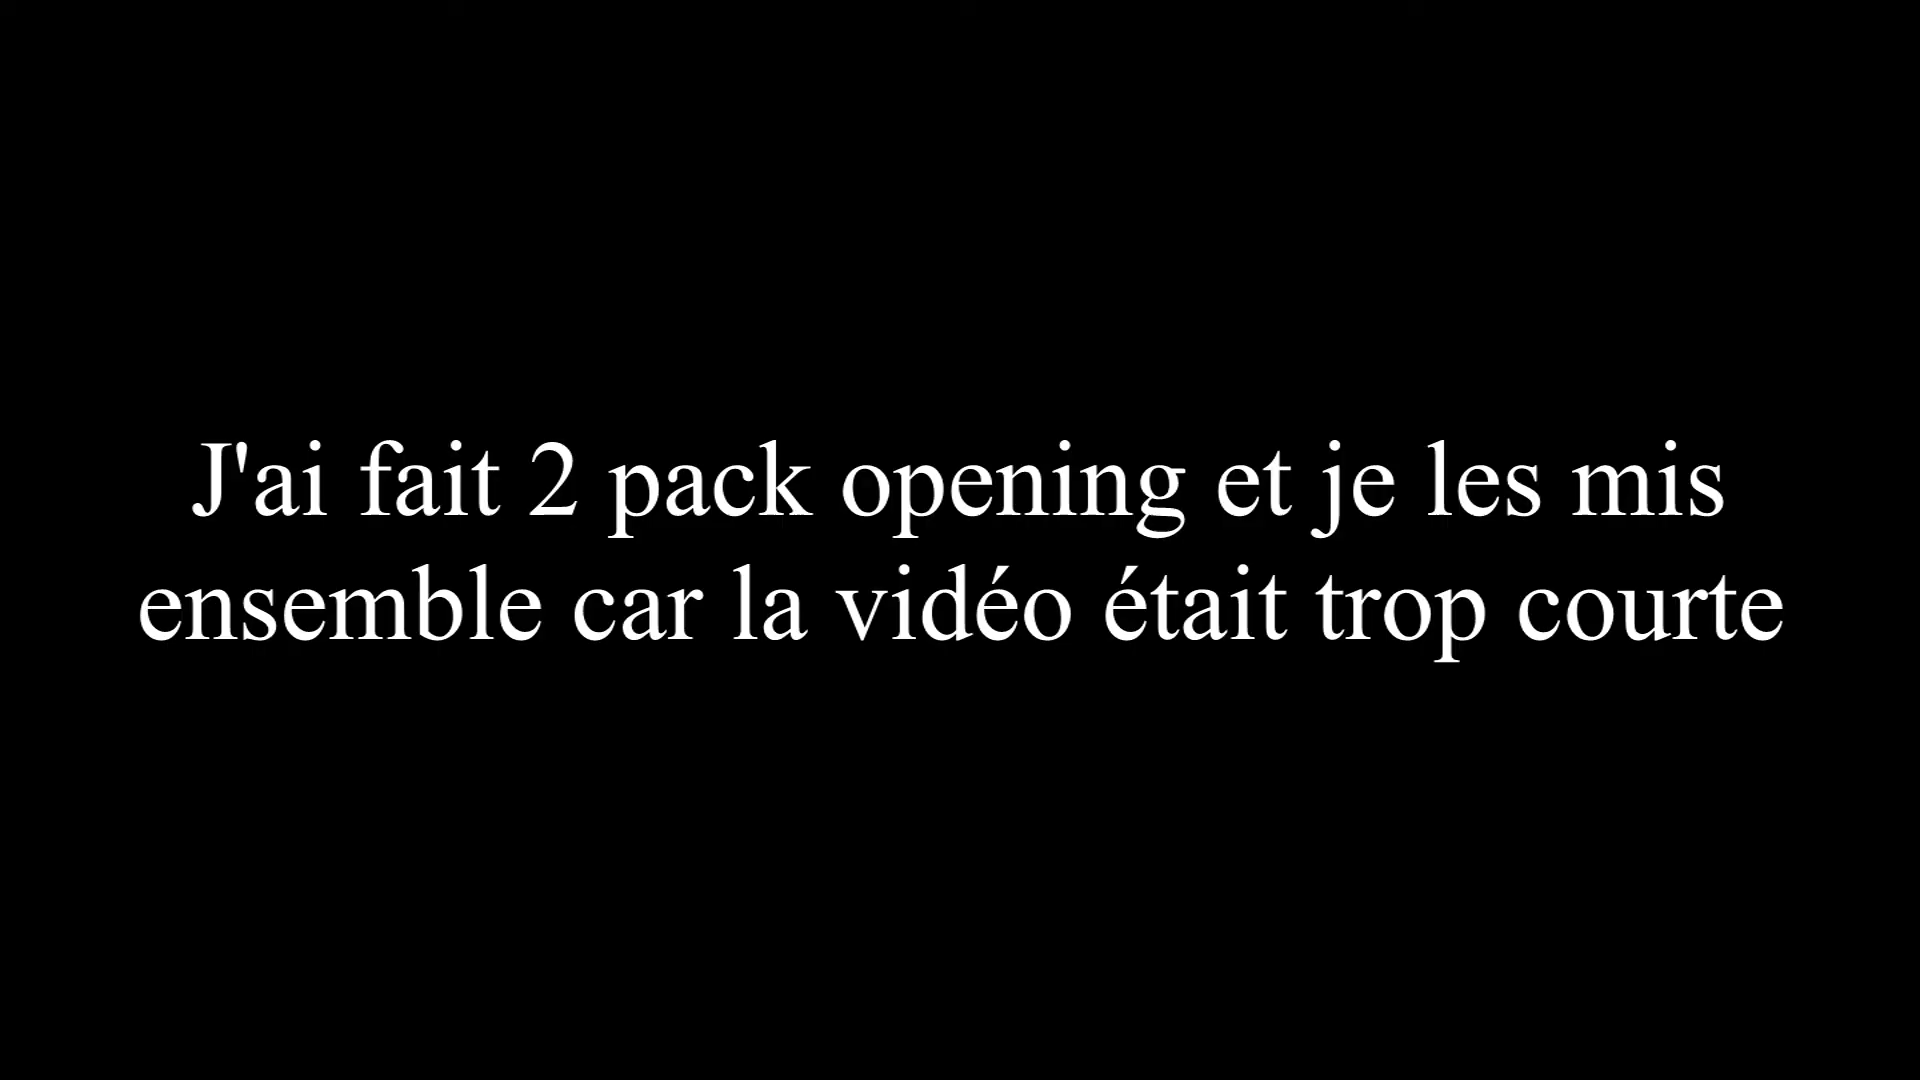 J'ai fait 2 pack opening et je les mis
ensemble car la vidéo était trop courte